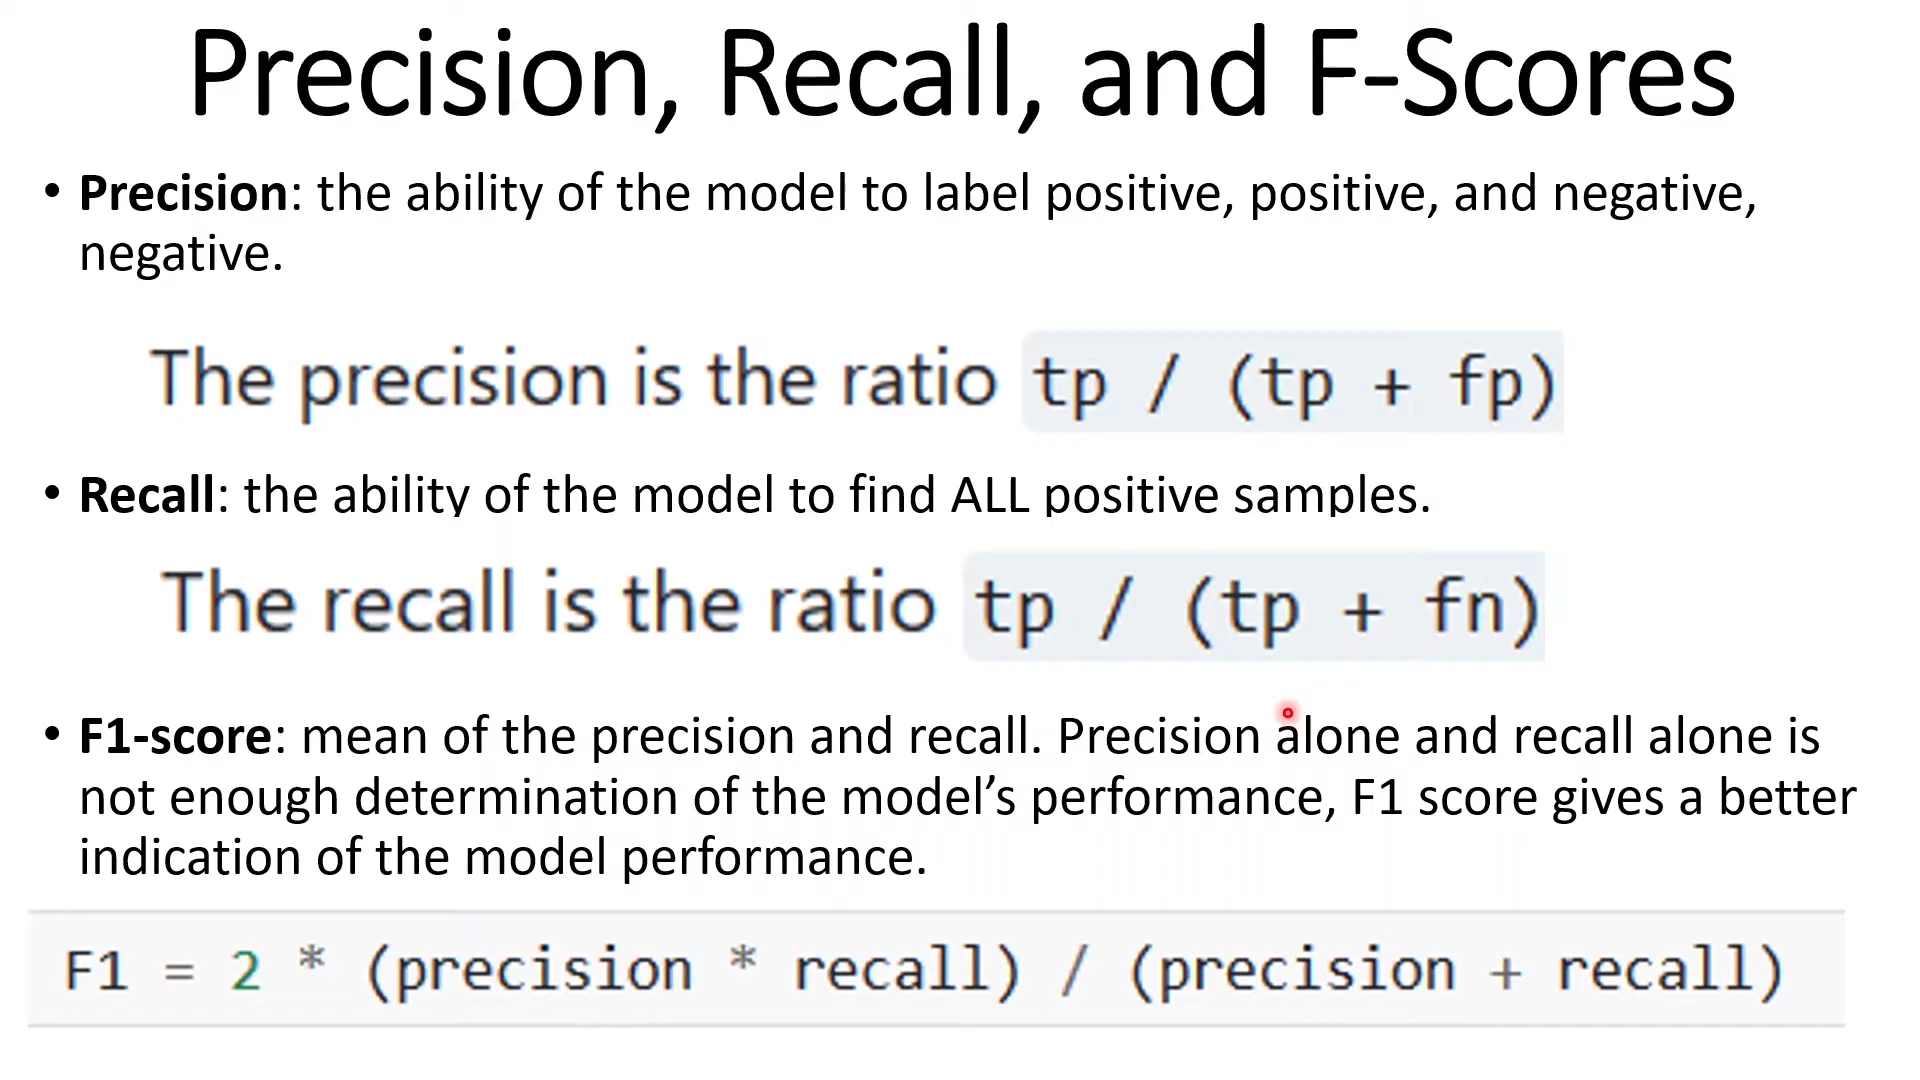 Precision, Recall, and F-Scores
• Precision: the ability of the model to label positive, positive, and negative,
negative.
The precision is the ratio tp / (tp + fp)
• Recall: the ability of the model to find ALL positive samples.
The recall is the ratio tp / (tp + fn)
• F1-score: mean of the precision and recall. Precision alone and recall alone is
not enough determination of the model’s performance, F1 score gives a better
indication of the model performance.
F1 = 2 * (precision * recall) / (precision + recall)